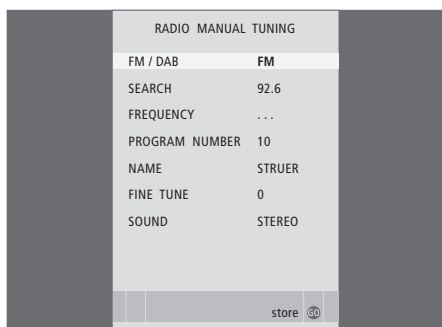 RADIO MANUAL TUNING
FM / DAB FM
SEARCH 92.6
FREQUENCY . . .
PROGRAM NUMBER 10
NAME STRUER
FINE TUNE 0
SOUND STEREO
store GO